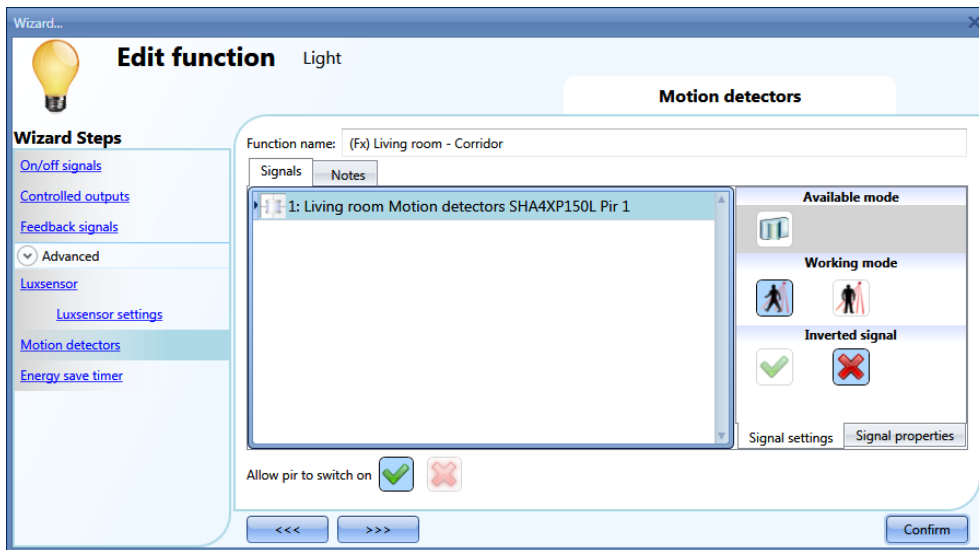 Wizard...
Edit function Light
Motion detectors
Wizard Steps
On/off signals
Controlled outputs
Feedback signals
Advanced
Luxsensor
Luxsensor settings
Motion detectors
Energy save timer
Function name: (Fx) Living room - Corridor
Signals Notes
1: Living room Motion detectors SHA4XP150L Pir 1
Available mode
Working mode
Inverted signal
Signal settings Signal properties
Allow pir to switch on
<<< >>> Confirm